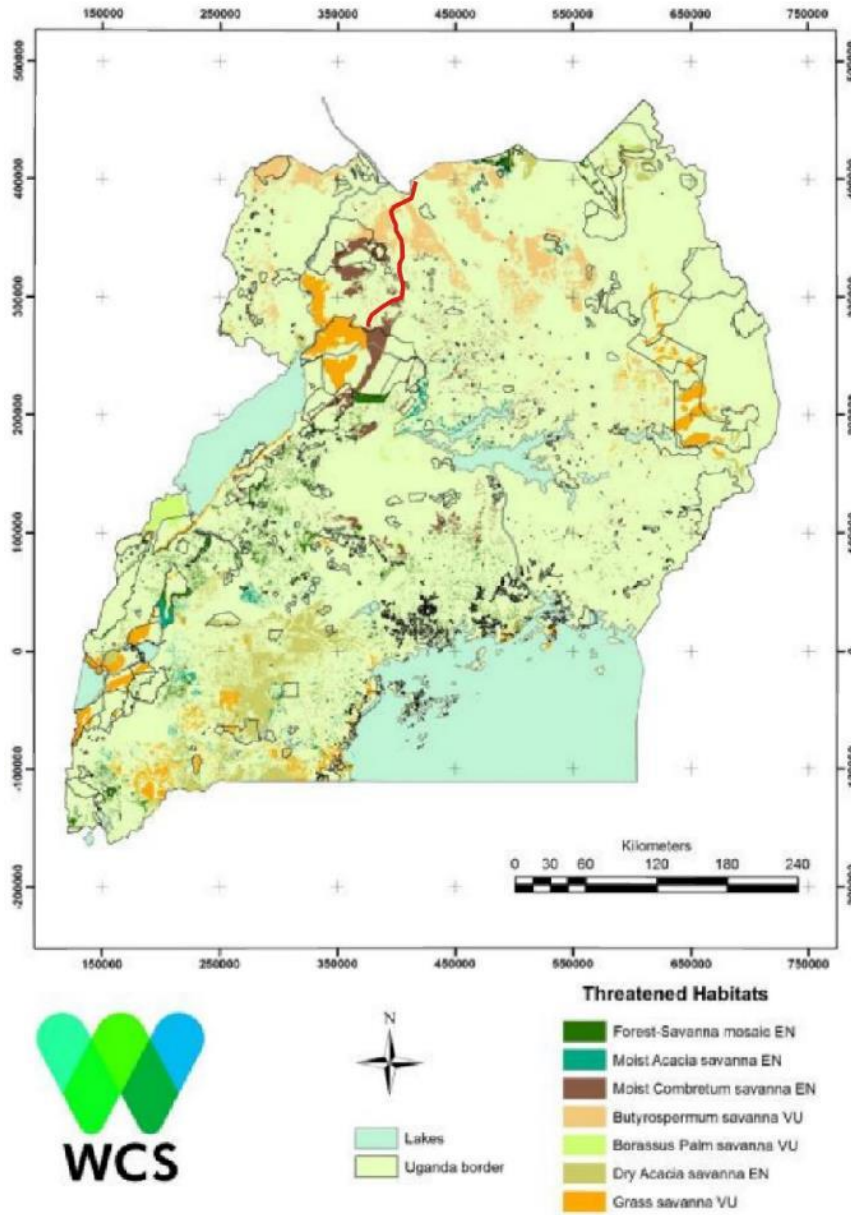 150000 250000 350000 450000 550000 650000 750000
500000
400000
300000
200000
100000
0
-100000
-200000
Kilometers
0 30 60 120 180 240
150000 250000 350000 450000 550000 650000 750000
Threatened Habitats
Forest-Savanna mosaic EN
Moist Acacia savanna EN
Moist Combretum savanna EN
Butyrospermum savanna VU
Borassus Palm savanna VU
Dry Acacia savanna EN
Grass savanna VU
N
Lakes
Uganda border
WCS